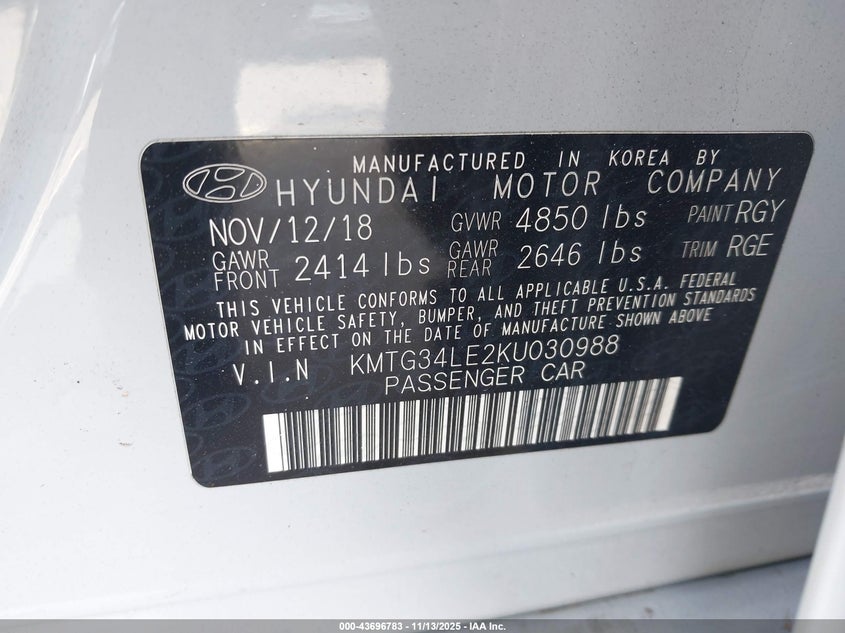 MANUFACTURED IN KOREA BY
HYUNDAI MOTOR COMPANY
NOV/12/18 GVWR 4850 lbs PAINT RGY
GAWR FRONT 2414 lbs GAWR REAR 2646 lbs TRIM RGE
THIS VEHICLE CONFORMS TO ALL APPLICABLE U.S.A. FEDERAL
MOTOR VEHICLE SAFETY, BUMPER, AND THEFT PREVENTION STANDARDS
IN EFFECT ON THE DATE OF MANUFACTURE SHOWN ABOVE
V.I.N KMTG34LE2KU030988
PASSENGER CAR
000-43696783 - 11/13/2025 - IAA Inc.